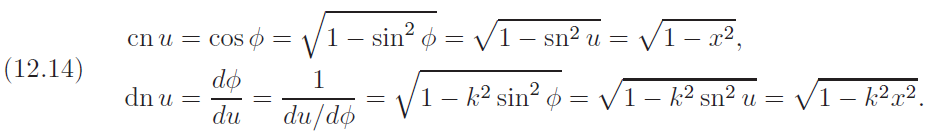 cn u = cos ϕ = √(1 − sin² ϕ) = √(1 − sn² u) = √(1 − x²),
(12.14)
dn u = dϕ/du = 1/(du/dϕ) = √(1 − k² sin² ϕ) = √(1 − k² sn² u) = √(1 − k²x²).